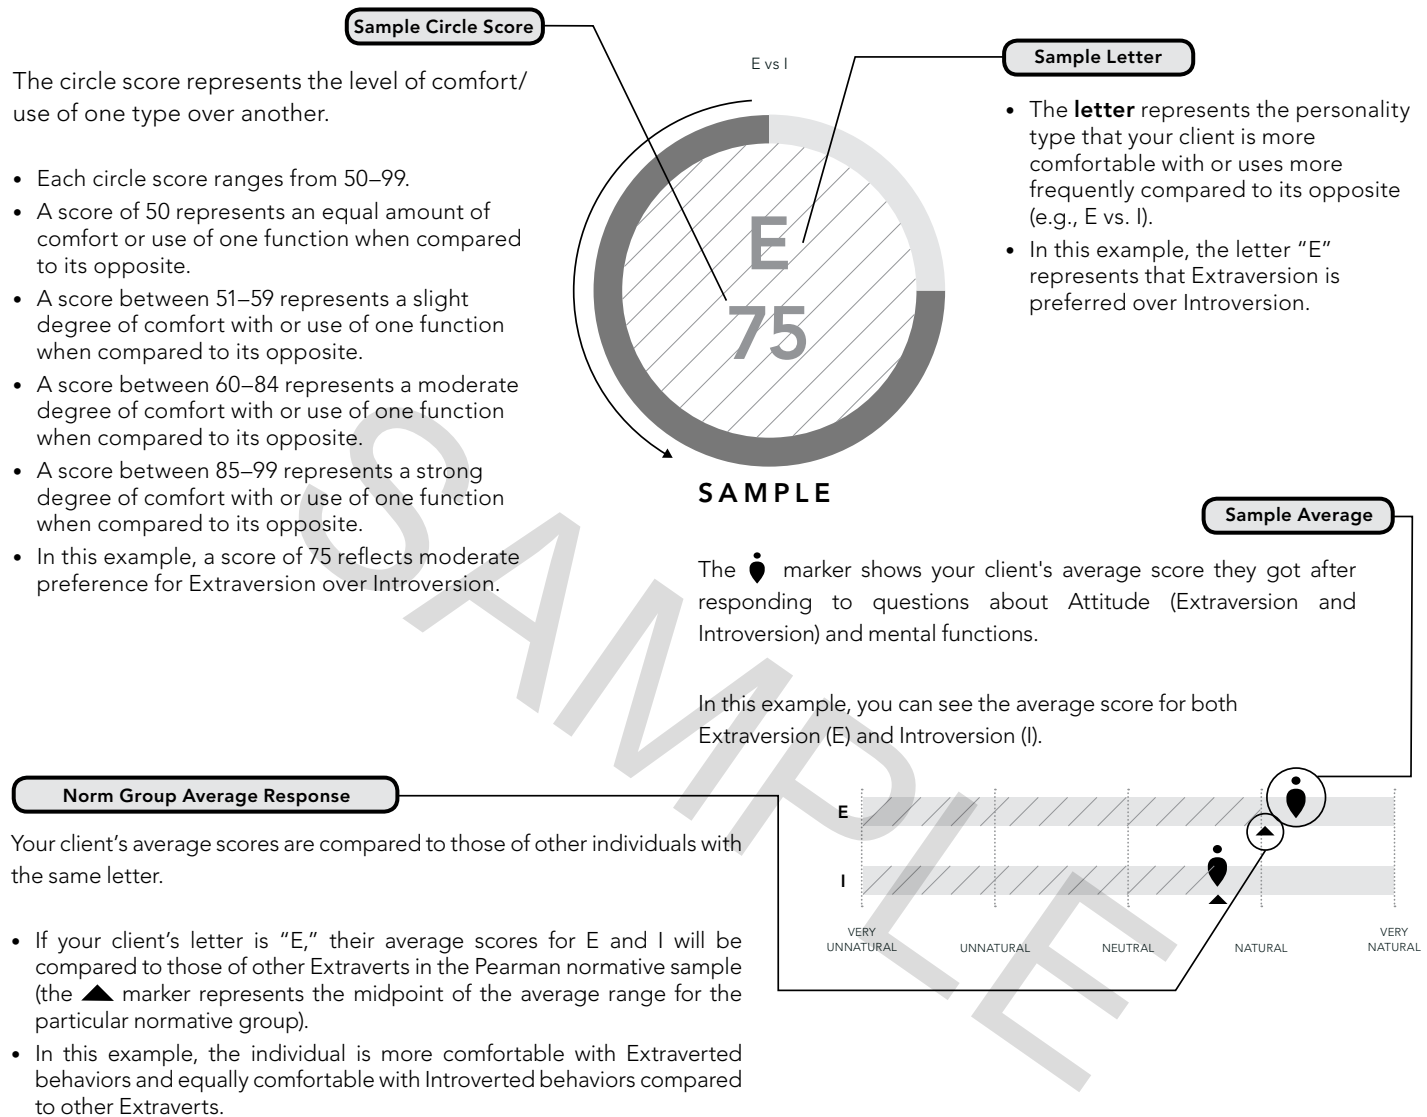 Sample Circle Score
The circle score represents the level of comfort/
use of one type over another.
• Each circle score ranges from 50–99.
• A score of 50 represents an equal amount of
comfort or use of one function when compared
to its opposite.
• A score between 51–59 represents a slight
degree of comfort with or use of one function
when compared to its opposite.
• A score between 60–84 represents a moderate
degree of comfort with or use of one function
when compared to its opposite.
• A score between 85–99 represents a strong
degree of comfort with or use of one function
when compared to its opposite.
• In this example, a score of 75 reflects moderate
preference for Extraversion over Introversion.
E vs I
E
75
SAMPLE
Sample Letter
• The letter represents the personality
type that your client is more
comfortable with or uses more
frequently compared to its opposite
(e.g., E vs. I).
• In this example, the letter “E”
represents that Extraversion is
preferred over Introversion.
Sample Average
The marker shows your client's average score they got after
responding to questions about Attitude (Extraversion and
Introversion) and mental functions.
In this example, you can see the average score for both
Extraversion (E) and Introversion (I).
E
I
VERY
UNNATURAL
UNNATURAL
NEUTRAL
NATURAL
VERY
NATURAL
Norm Group Average Response
Your client’s average scores are compared to those of other individuals with
the same letter.
• If your client’s letter is “E,” their average scores for E and I will be
compared to those of other Extraverts in the Pearman normative sample
(the marker represents the midpoint of the average range for the
particular normative group).
• In this example, the individual is more comfortable with Extraverted
behaviors and equally comfortable with Introverted behaviors compared
to other Extraverts.
SAMPLE